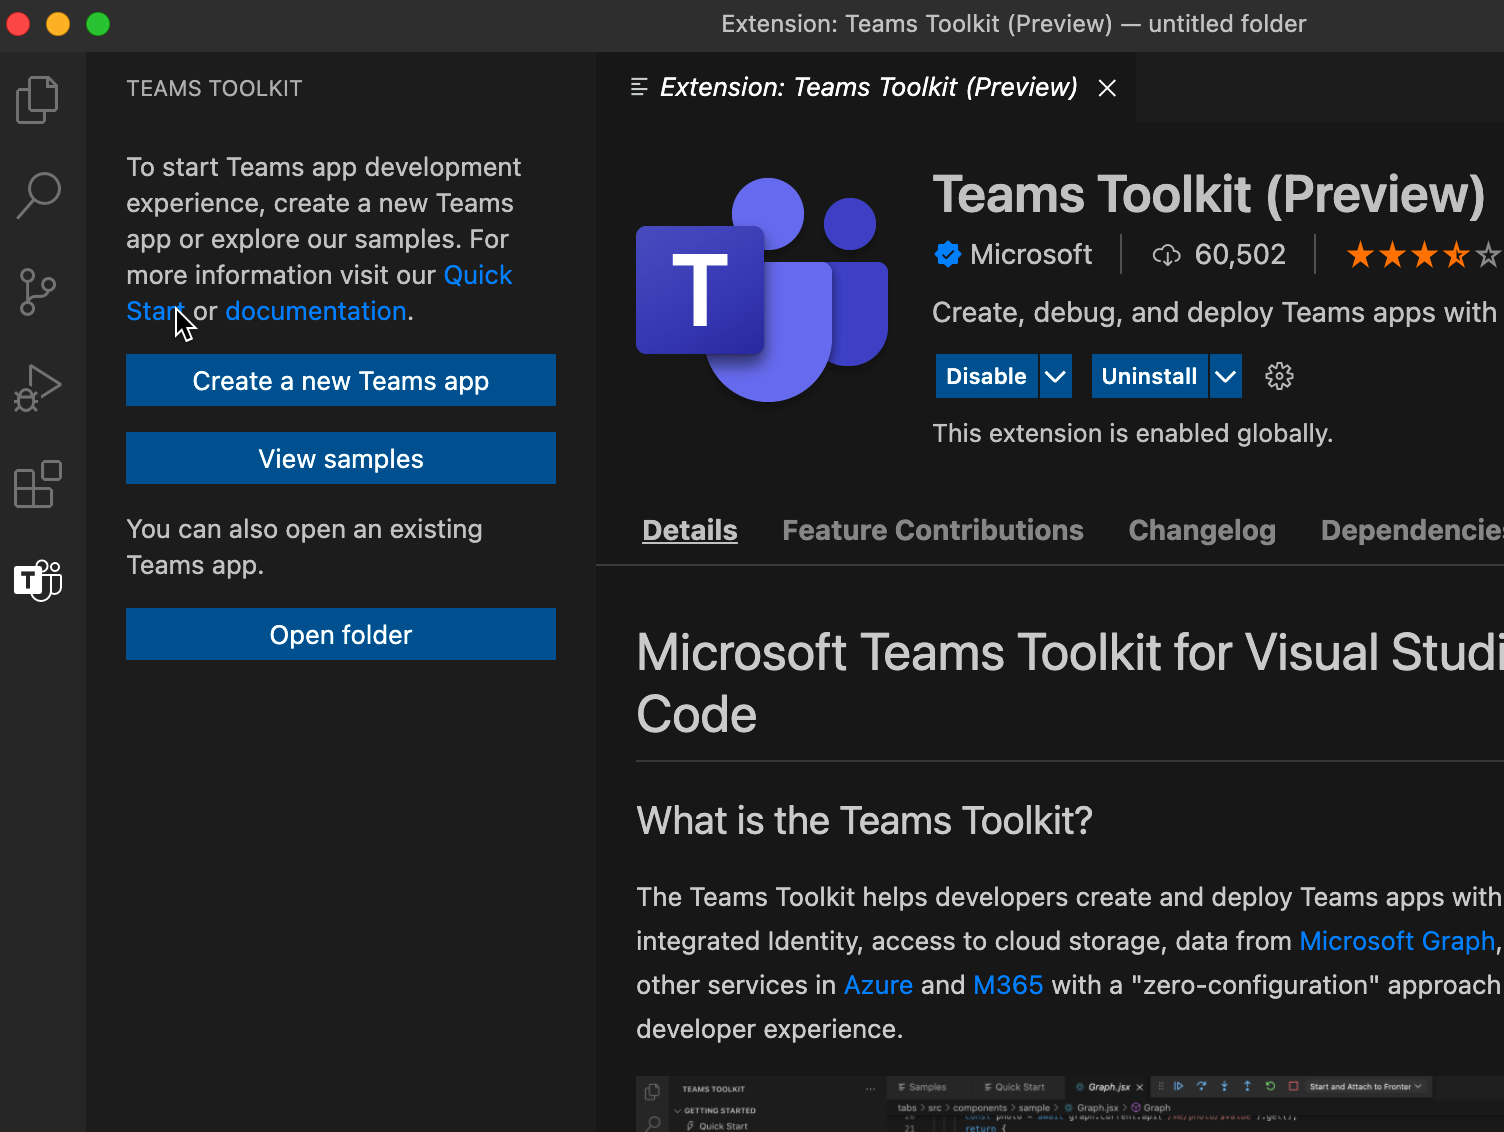 Extension: Teams Toolkit (Preview) — untitled folder
TEAMS TOOLKIT
To start Teams app development
experience, create a new Teams
app or explore our samples. For
more information visit our Quick
Start or documentation.
Create a new Teams app
View samples
You can also open an existing
Teams app.
Open folder
Extension: Teams Toolkit (Preview)
T
Teams Toolkit (Preview)
Microsoft 60,502
Create, debug, and deploy Teams apps with
Disable Uninstall
This extension is enabled globally.
Details Feature Contributions Changelog Dependencies
Microsoft Teams Toolkit for Visual Studi
Code
What is the Teams Toolkit?
The Teams Toolkit helps developers create and deploy Teams apps with
integrated Identity, access to cloud storage, data from Microsoft Graph,
other services in Azure and M365 with a "zero-configuration" approach
developer experience.
TEAMS TOOLKIT ...
GETTING STARTED
Quick Start
Samples Quick Start Graph.jsx Start and Attach to Fronter
tabs > src > components > sample > Graph.jsx > Graph
21 return {